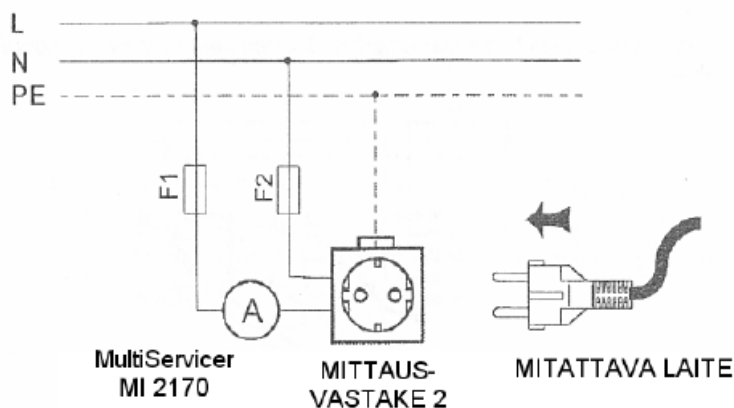 L
N
PE
F1
F2
A
MultiServicer
MI 2170
MITTAUS-
VASTAKE 2
MITATTAVA LAITE